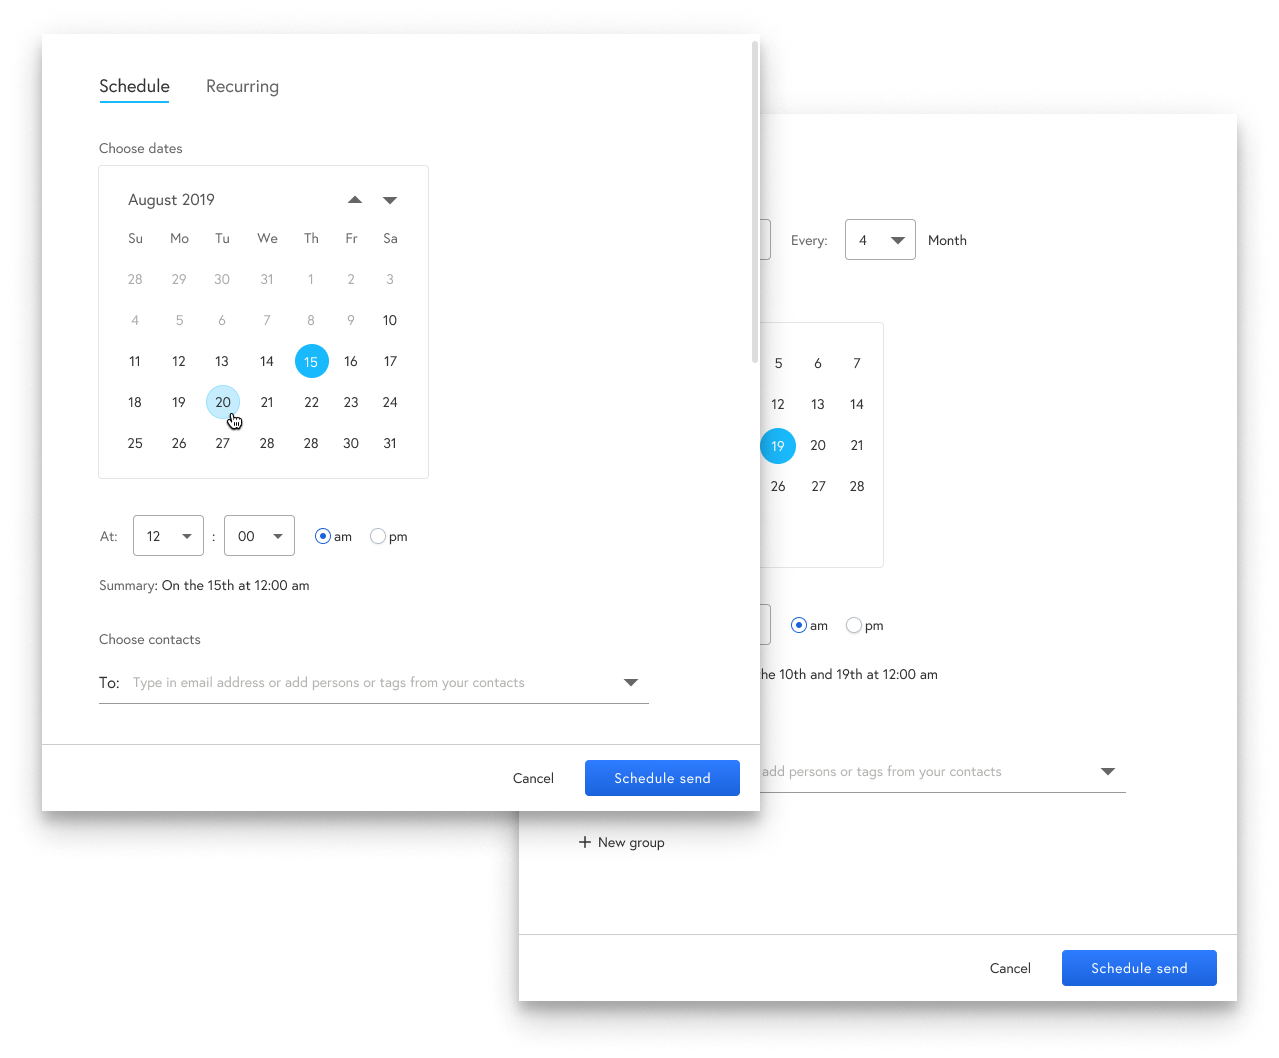 Schedule Recurring
Choose dates
August 2019
Su Mo Tu We Th Fr Sa
28 29 30 31 1 2 3
4 5 6 7 8 9 10
11 12 13 14 15 16 17
18 19 20 21 22 23 24
25 26 27 28 28 30 31
At: 12 : 00 am pm
Summary: On the 15th at 12:00 am
Choose contacts
To: Type in email address or add persons or tags from your contacts
Cancel Schedule send
Every: 4 Month
5 6 7
12 13 14
19 20 21
26 27 28
am pm
he 10th and 19th at 12:00 am
add persons or tags from your contacts
+ New group
Cancel Schedule send